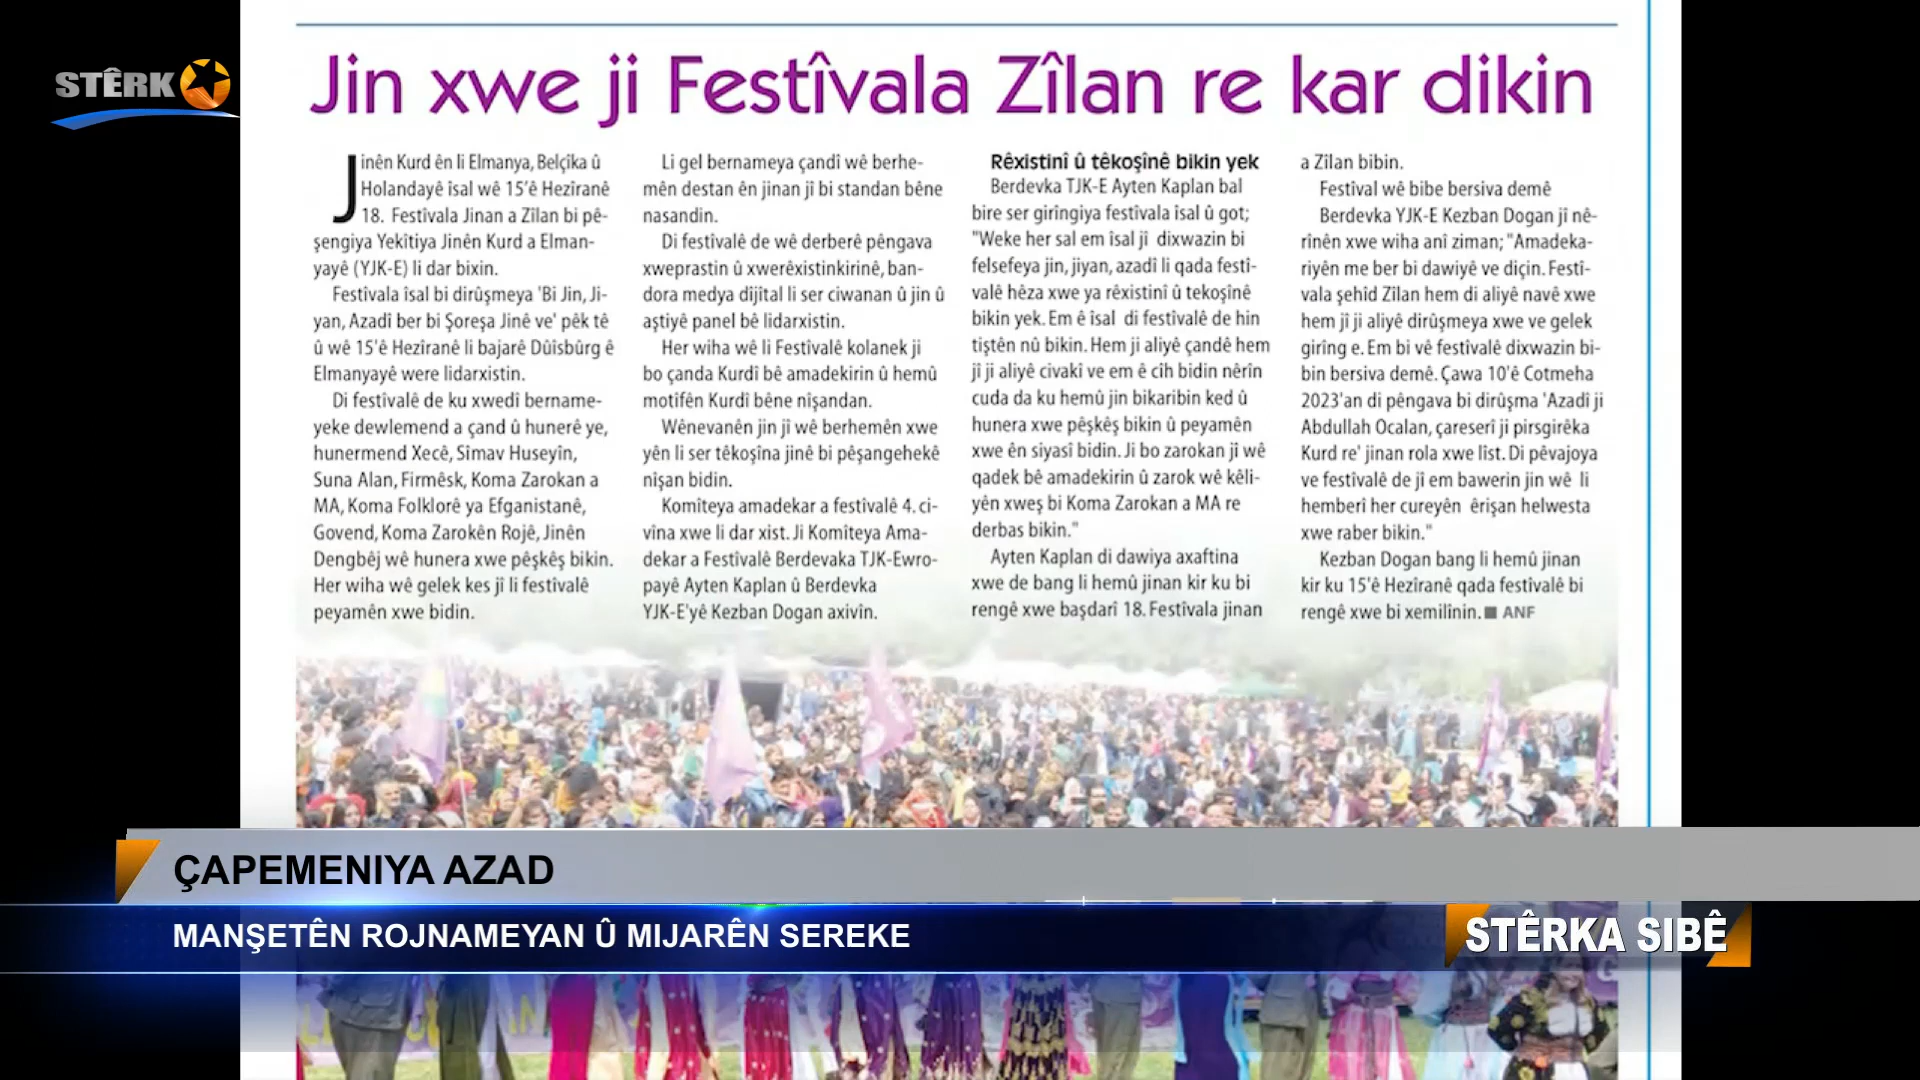 STÊRK
Jin xwe ji Festîvala Zîlan re kar dikin
Jinên Kurd ên li Elmanya, Belçîka û
Holandayê îsal wê 15'ê Hezîranê
18. Festîvala Jinan a Zîlan bi pê-
şengiya Yekîtiya Jinên Kurd a Elman-
yayê (YJK-E) li dar bixin.
Festîvala îsal bi dirûşmeya 'Bi Jin, Ji-
yan, Azadî ber bi Şoreşa Jinê ve' pêk tê
û wê 15'ê Hezîranê li bajarê Dûîsbûrg ê
Elmanyayê were lidarxistin.
Di festîvalê de ku xwedî bername-
yeke dewlemend a çand û hunerê ye,
hunermend Xecê, Simav Huseyîn,
Suna Alan, Firmêsk, Koma Zarokan a
MA, Koma Folklorê ya Efganistanê,
Govend, Koma Zarokên Rojê, Jinên
Dengbêj wê hunera xwe pêşkêş bikin.
Her wiha wê gelek kes jî li festîvalê
peyamên xwe bidin.
Li gel bernameya çandî wê berhe-
mên destan ên jinan jî bi standan bêne
nasandin.
Di festîvalê de wê derberê pêngava
xweprastin û xwerêxistinkirinê, ban-
dora medya dîjîtal li ser ciwanan û jin û
aştiyê panel bê lidarxistin.
Her wiha wê li Festîvalê kolanek ji
bo çanda Kurdî bê amadekirin û hemû
motîfên Kurdî bêne nîşandan.
Wênevanên jin jî wê berhemên xwe
yên li ser têkoşîna jinê bi pêşangehekê
nîşan bidin.
Komîteya amadekar a festîvalê 4. ci-
vîna xwe li dar xist. Ji Komîteya Ama-
dekar a Festîvalê Berdevaka TJK-Ewro-
payê Ayten Kaplan û Berdevka
YJK-E'yê Kezban Dogan axivîn.
Rêxistinî û têkoşînê bikin yek
Berdevka TJK-E Ayten Kaplan bal
bire ser girîngiya festîvala îsal û got;
"Weke her sal em îsal jî dixwazin bi
felsefeya jin, jiyan, azadî li qada festî-
valê hêza xwe ya rêxistinî û tekoşînê
bikin yek. Em ê îsal di festîvalê de hin
tiştên nû bikin. Hem ji aliyê çandê hem
jî ji aliyê civakî ve em ê cîh bidin nêrîn
cuda da ku hemû jin bikaribin ked û
hunera xwe pêşkêş bikin û peyamên
xwe ên siyasî bidin. Ji bo zarokan jî wê
qadek bê amadekirin û zarok wê kêli-
yên xweş bi Koma Zarokan a MA re
derbas bikin."
Ayten Kaplan di dawiya axaftina
xwe de bang li hemû jinan kir ku bi
rengê xwe başdarî 18. Festîvala jinan
a Zîlan bibin.
Festîval wê bibe bersiva demê
Berdevka YJK-E Kezban Dogan jî nê-
rînên xwe wiha anî ziman; "Amadeka-
riyên me ber bi dawiyê ve diçin. Festî-
vala şehîd Zîlan hem di aliyê navê xwe
hem jî ji aliyê dirûşmeya xwe ve gelek
girîng e. Em bi vê festîvalê dixwazin bi-
bin bersiva demê. Çawa 10'ê Cotmeha
2023'an di pêngava bi dirûşma 'Azadî ji
Abdullah Ocalan, çareserî ji pirsgirêka
Kurd re' jinan rola xwe lîst. Di pêvajoya
ve festîvalê de jî em bawerin jin wê li
hemberî her cureyên êrişan helwesta
xwe raber bikin."
Kezban Dogan bang li hemû jinan
kir ku 15'ê Hezîranê qada festîvalê bi
rengê xwe bi xemilînin. ■ ANF
ÇAPEMENIYA AZAD
MANŞETÊN ROJNAMEYAN Û MIJARÊN SEREKE
STÊRKA SIBÊ